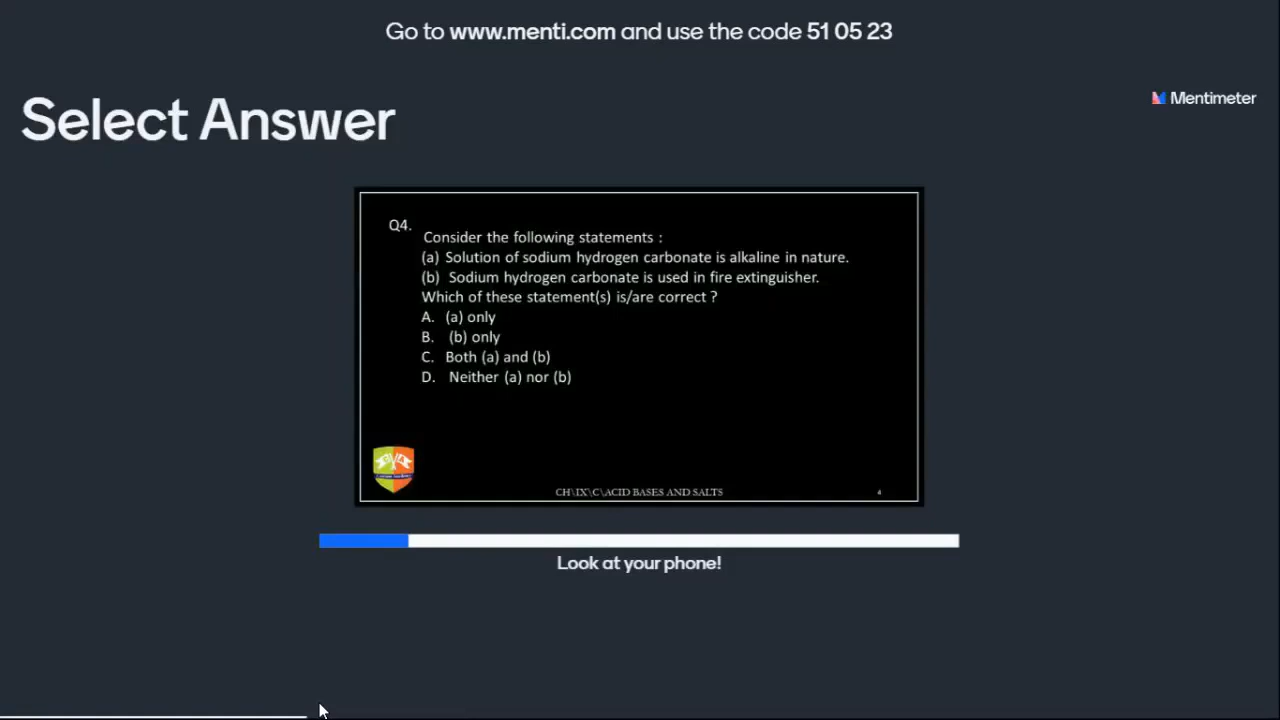 Go to www.menti.com and use the code 51 05 23
Mentimeter
Select Answer
Q4.
Consider the following statements :
(a) Solution of sodium hydrogen carbonate is alkaline in nature.
(b) Sodium hydrogen carbonate is used in fire extinguisher.
Which of these statement(s) is/are correct ?
A. (a) only
B. (b) only
C. Both (a) and (b)
D. Neither (a) nor (b)
CH\IX\C\ACID BASES AND SALTS
4
Look at your phone!